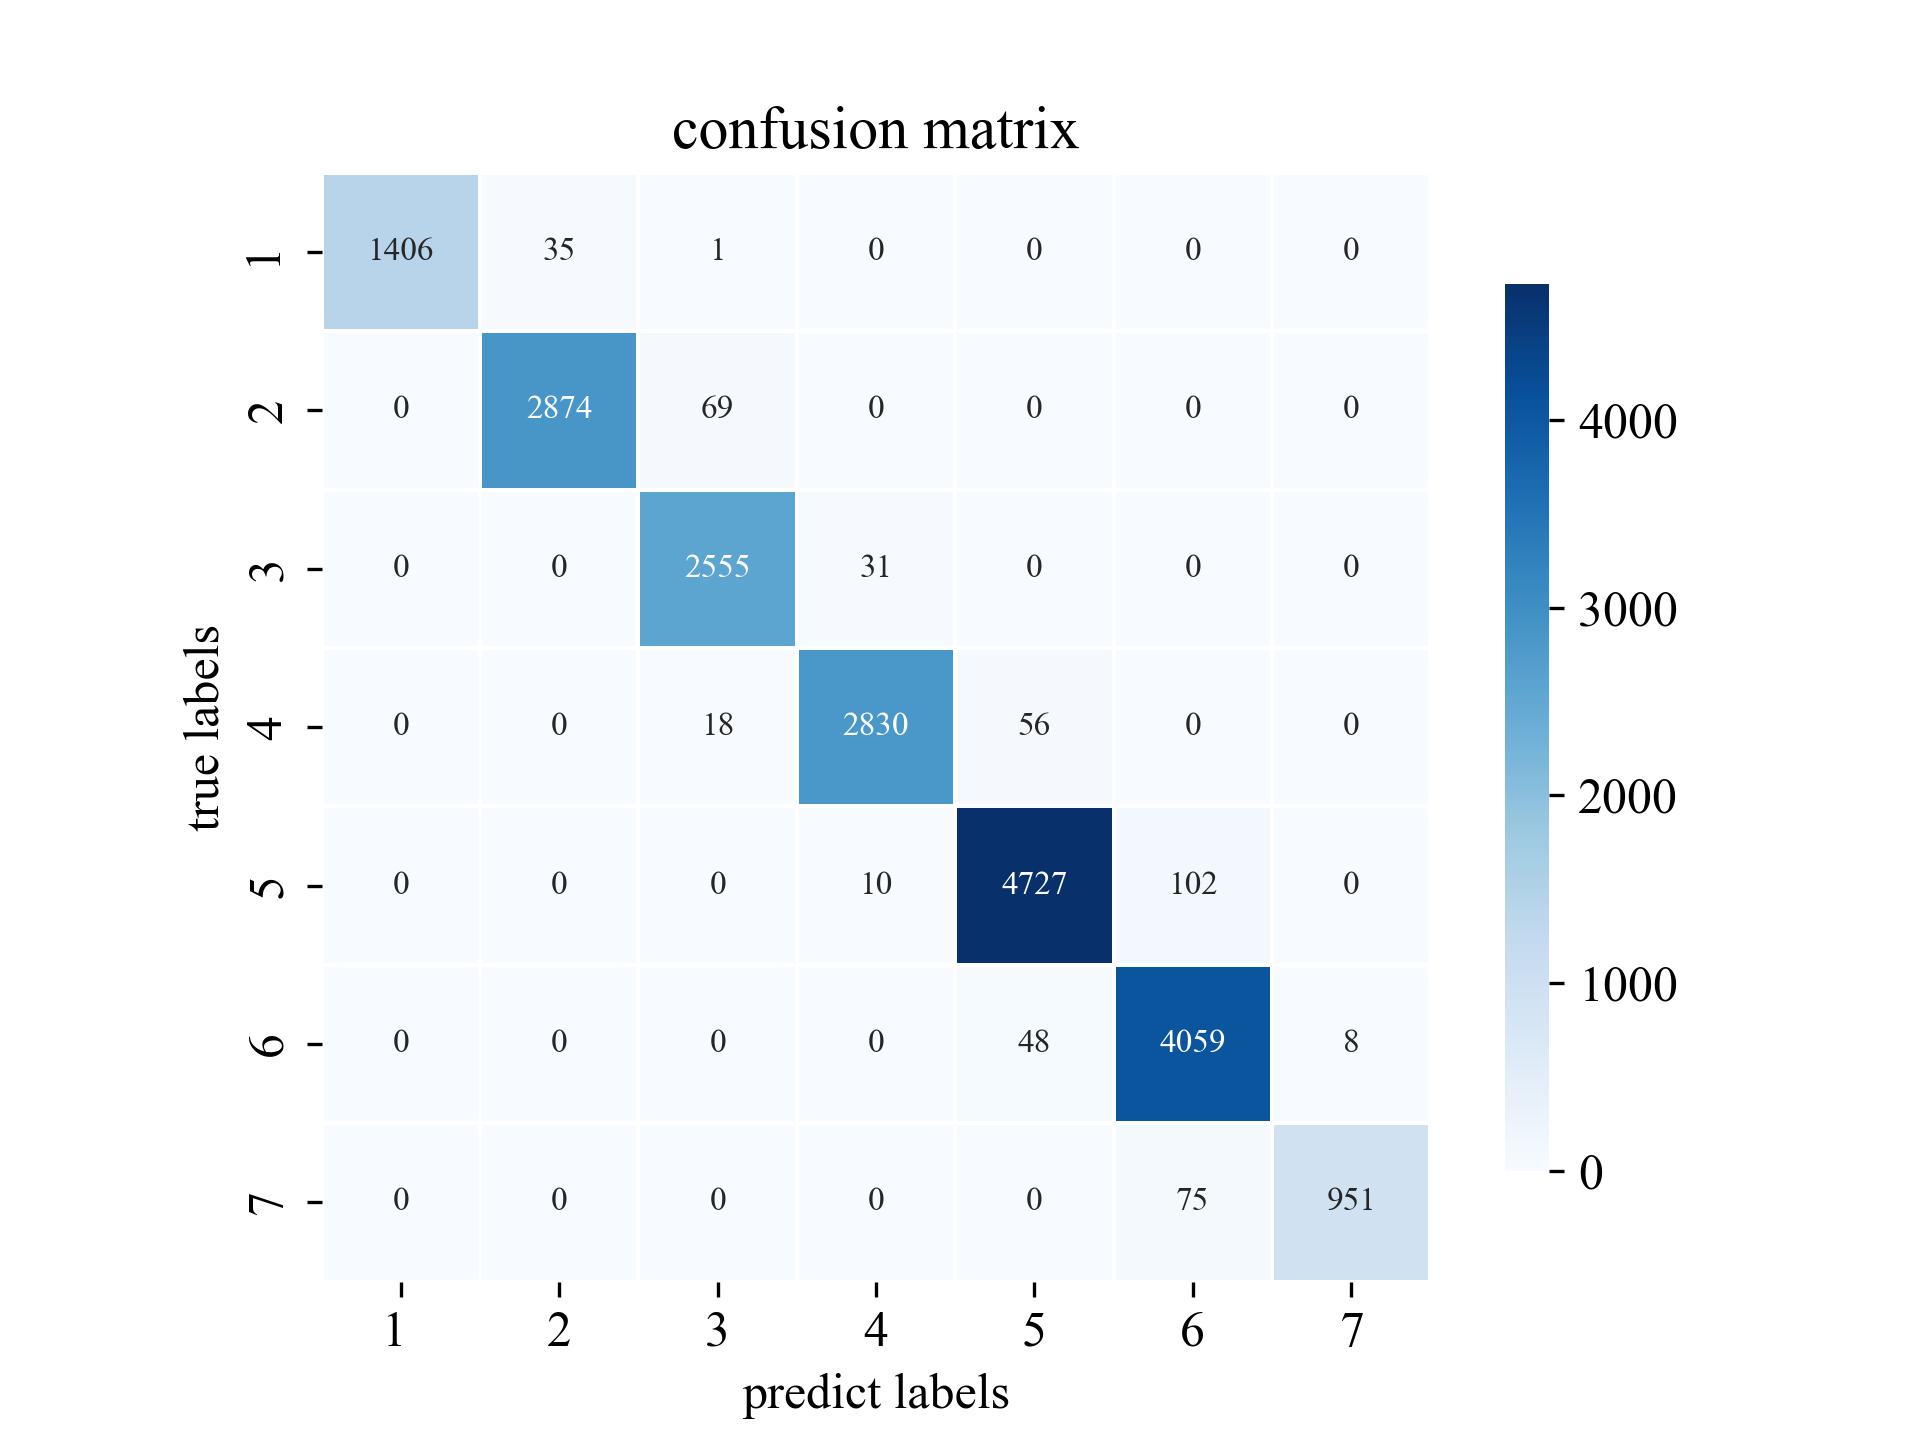 confusion matrix
1 1406 35 1 0 0 0 0
2 0 2874 69 0 0 0 0
3 0 0 2555 31 0 0 0
4 0 0 18 2830 56 0 0
5 0 0 0 10 4727 102 0
6 0 0 0 0 48 4059 8
7 0 0 0 0 0 75 951
1 2 3 4 5 6 7
predict labels
true labels
4000
3000
2000
1000
0